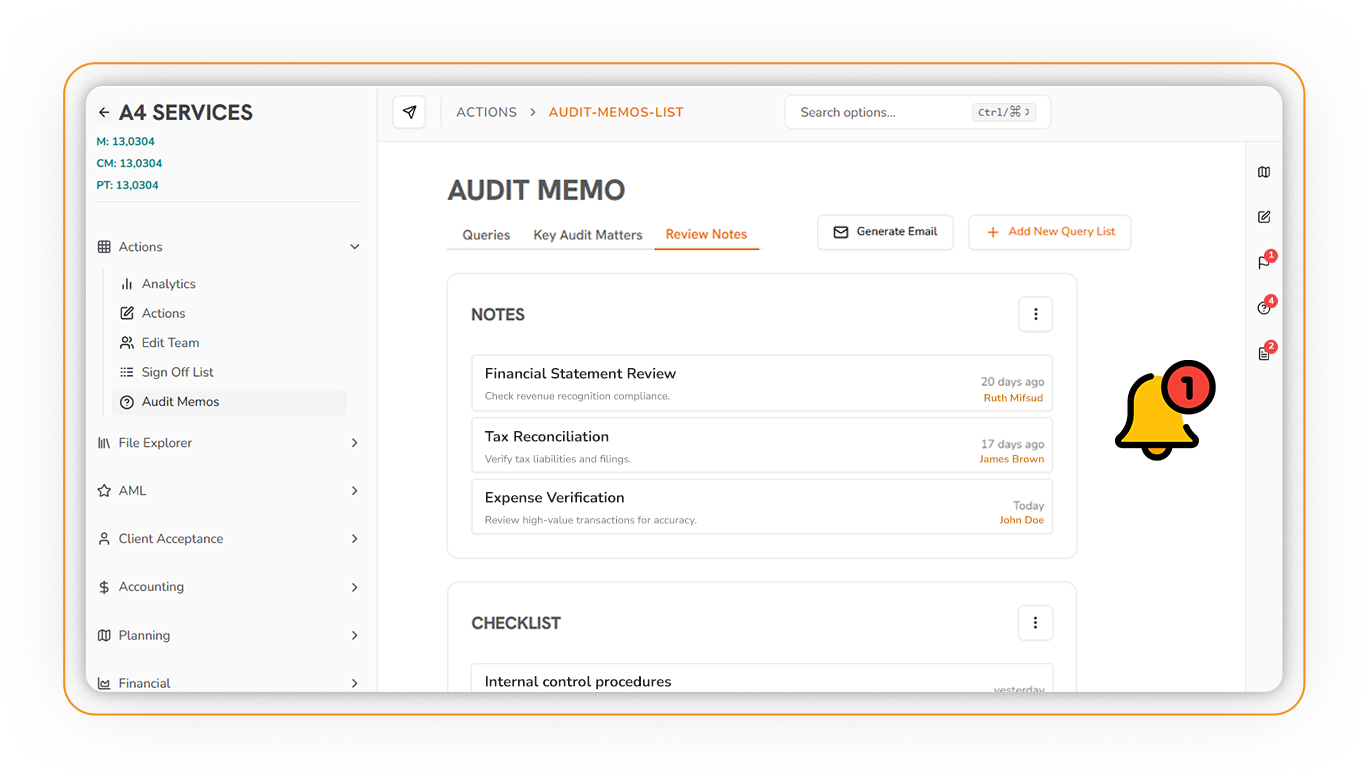 A4 SERVICES
M: 13,0304
CM: 13,0304
PT: 13,0304
Actions
Analytics
Actions
Edit Team
Sign Off List
Audit Memos
File Explorer
AML
Client Acceptance
Accounting
Planning
Financial
ACTIONS > AUDIT-MEMOS-LIST
Search options... Ctrl/⌘ J
AUDIT MEMO
Queries Key Audit Matters Review Notes
Generate Email
+ Add New Query List
NOTES
Financial Statement Review
Check revenue recognition compliance.
20 days ago
Ruth Mifsud
Tax Reconciliation
Verify tax liabilities and filings.
17 days ago
James Brown
Expense Verification
Review high-value transactions for accuracy.
Today
John Doe
CHECKLIST
Internal control procedures
yesterday
1
4
2
1